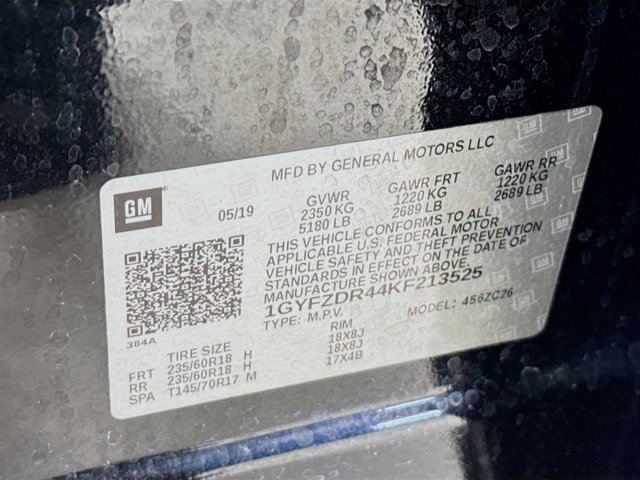 MFD BY GENERAL MOTORS LLC
GM
05/19
GVWR
2350 KG
5180 LB
GAWR FRT
1220 KG
2689 LB
GAWR RR
1220 KG
2689 LB
THIS VEHICLE CONFORMS TO ALL
APPLICABLE U.S. FEDERAL MOTOR
VEHICLE SAFETY AND THEFT PREVENTION
STANDARDS IN EFFECT ON THE DATE OF
MANUFACTURE SHOWN ABOVE.
1GYFZDR44KF213525
TYPE: M.P.V. MODEL: 456ZC26
384A
TIRE SIZE RIM
FRT 235/60R18 H 18X8J
RR 235/60R18 H 18X8J
SPA T145/70R17 M 17X4B